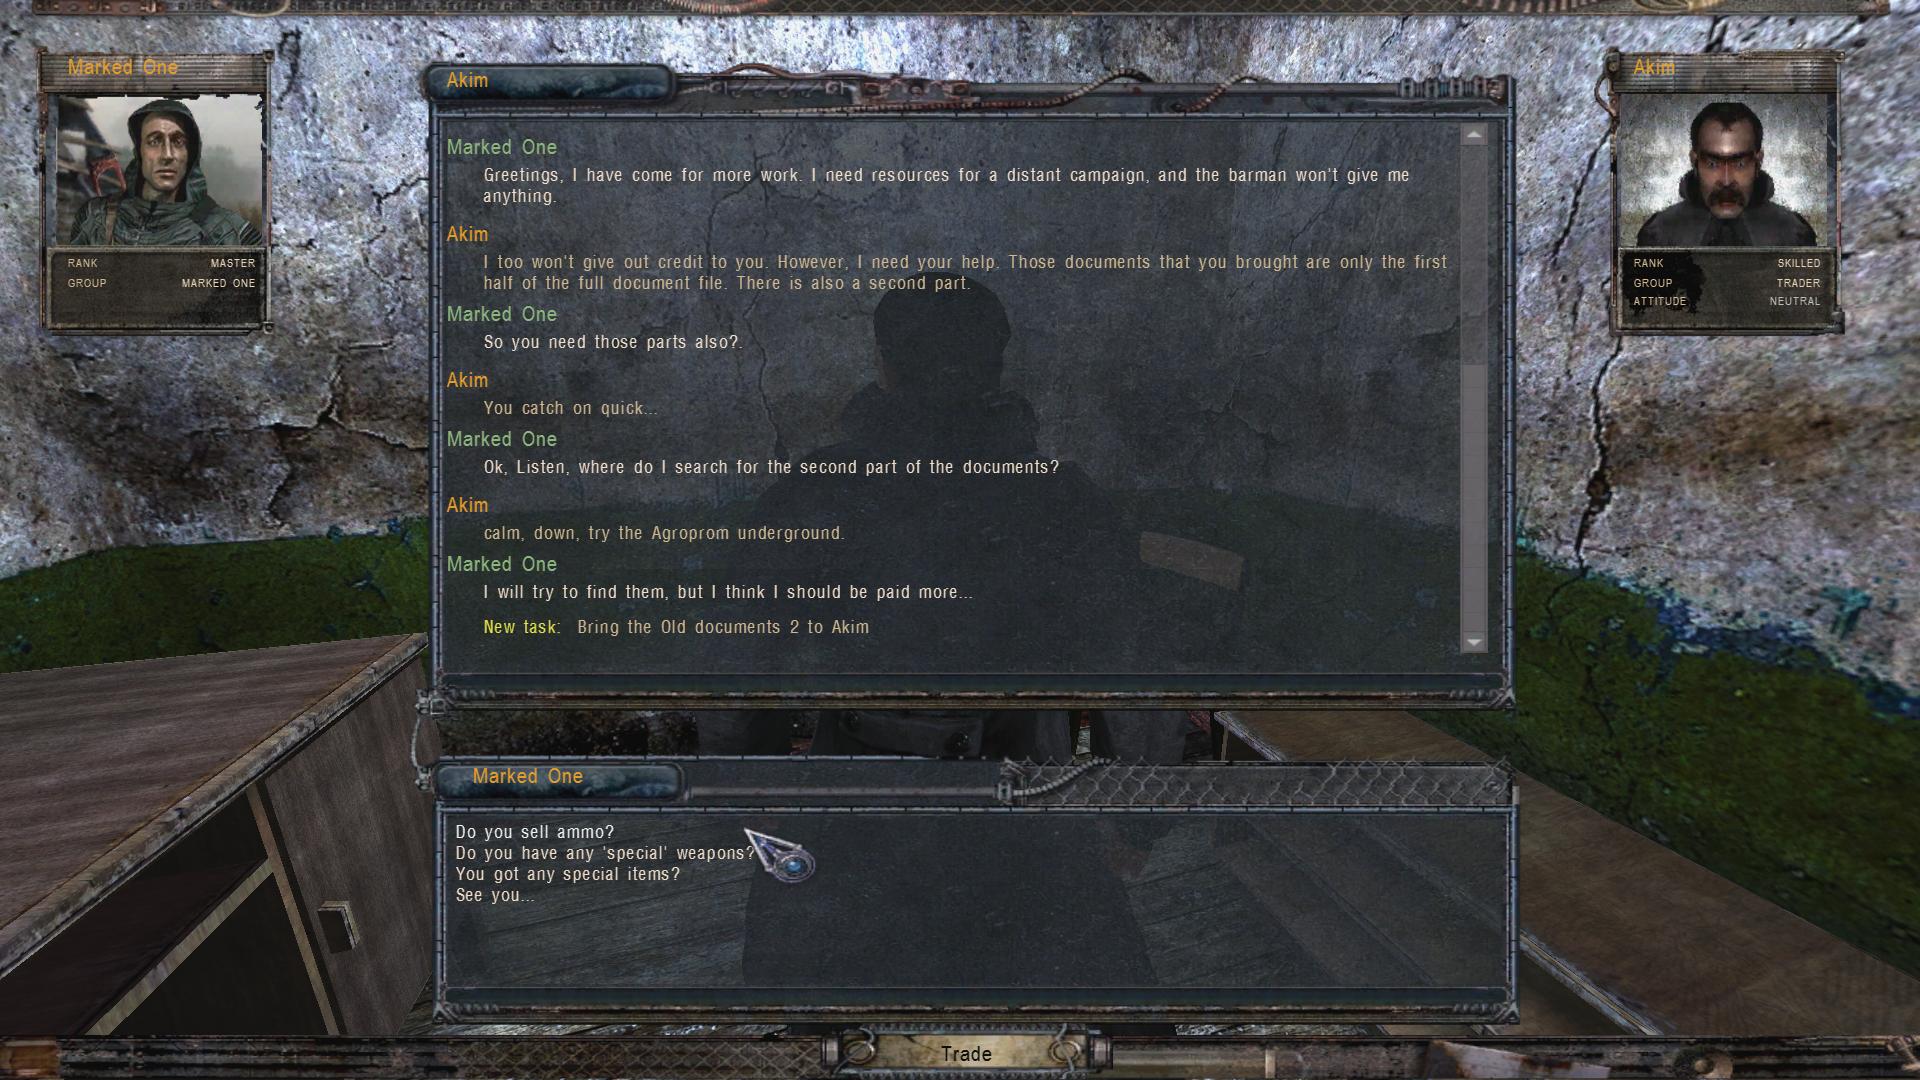 Marked One
RANK MASTER
GROUP MARKED ONE
Akim
Marked One
Greetings, I have come for more work. I need resources for a distant campaign, and the barman won't give me
anything.
Akim
I too won't give out credit to you. However, I need your help. Those documents that you brought are only the first
half of the full document file. There is also a second part.
Marked One
So you need those parts also?.
Akim
You catch on quick...
Marked One
Ok, Listen, where do I search for the second part of the documents?
Akim
calm, down, try the Agroprom underground.
Marked One
I will try to find them, but I think I should be paid more...
New task: Bring the Old documents 2 to Akim
Akim
RANK SKILLED
GROUP TRADER
ATTITUDE NEUTRAL
Marked One
Do you sell ammo?
Do you have any 'special' weapons?
You got any special items?
See you...
Trade